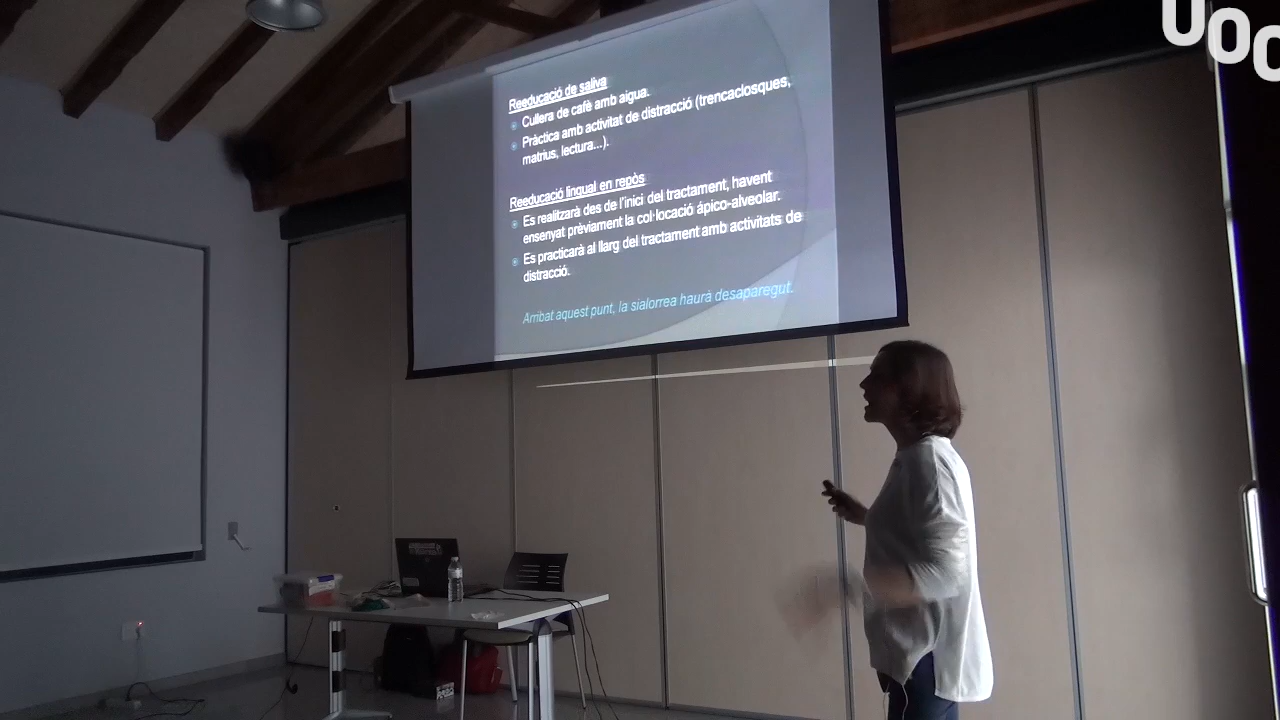 UOC
Reeducació de saliva
Cullera de cafè amb aigua.
Pràctica amb activitat de distracció (trencaclosques,
matrius, lectura...).
Reeducació lingual en repòs
Es realitzarà des de l'inici del tractament, havent
ensenyat prèviament la col·locació ápico-alveolar.
Es practicarà al llarg del tractament amb activitats de
distracció.
Arribat aquest punt, la sialorrea haurà desaparegut.